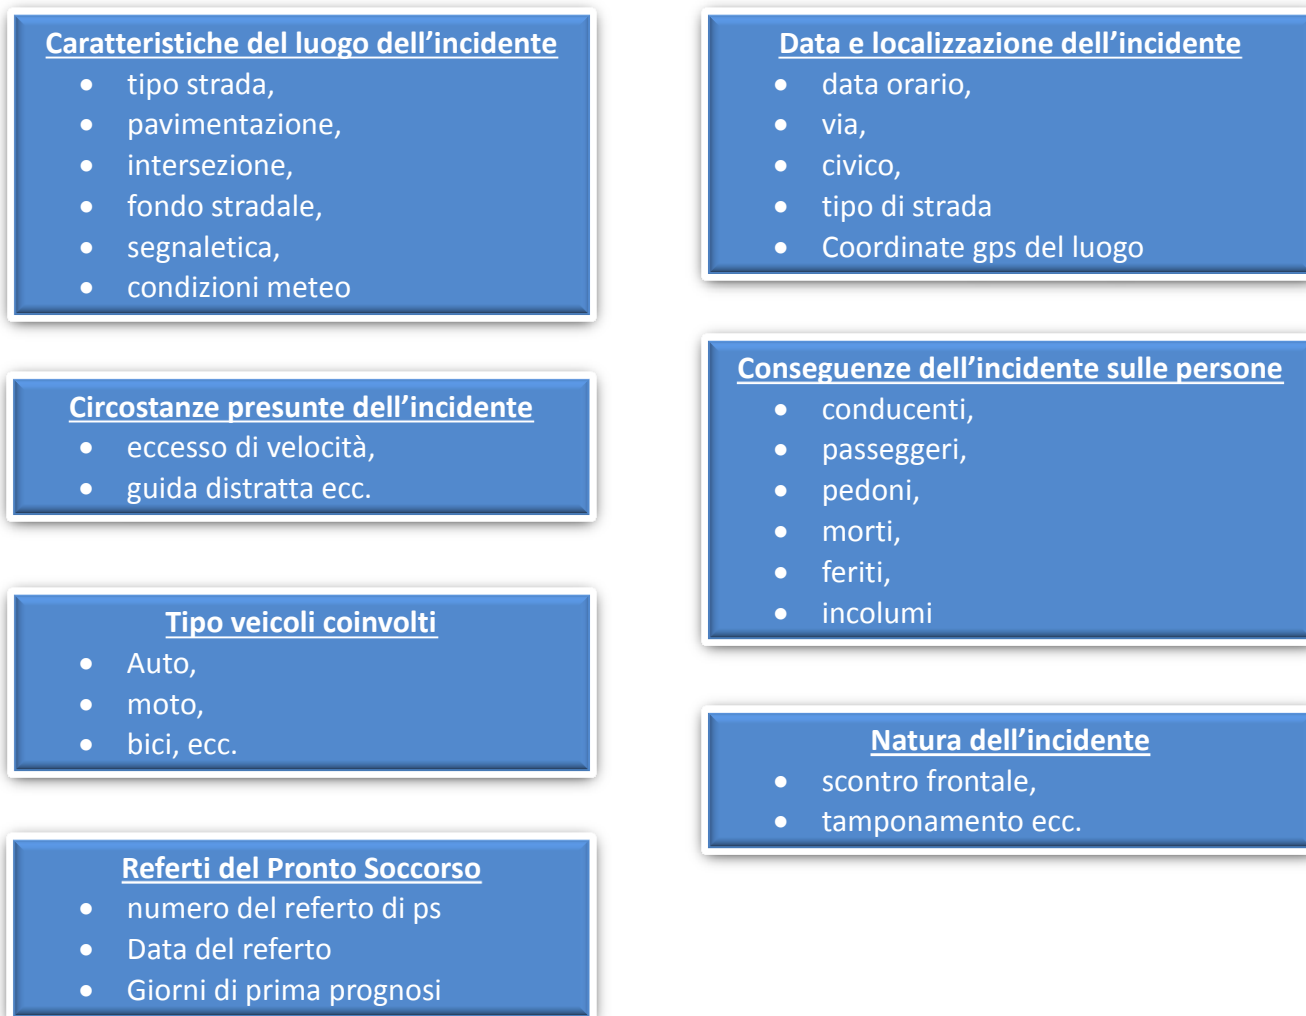 Caratteristiche del luogo dell’incidente
• tipo strada,
• pavimentazione,
• intersezione,
• fondo stradale,
• segnaletica,
• condizioni meteo
Circostanze presunte dell’incidente
• eccesso di velocità,
• guida distratta ecc.
Tipo veicoli coinvolti
• Auto,
• moto,
• bici, ecc.
Referti del Pronto Soccorso
• numero del referto di ps
• Data del referto
• Giorni di prima prognosi
Data e localizzazione dell’incidente
• data orario,
• via,
• civico,
• tipo di strada
• Coordinate gps del luogo
Conseguenze dell’incidente sulle persone
• conducenti,
• passeggeri,
• pedoni,
• morti,
• feriti,
• incolumi
Natura dell’incidente
• scontro frontale,
• tamponamento ecc.